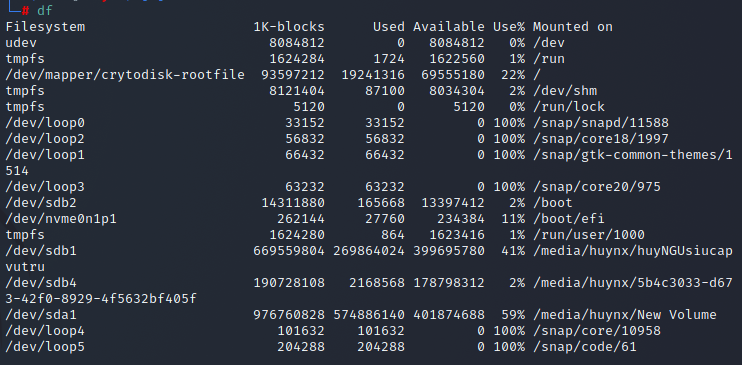 └─# df
Filesystem 1K-blocks Used Available Use% Mounted on
udev 8084812 0 8084812 0% /dev
tmpfs 1624284 1724 1622560 1% /run
/dev/mapper/crytodisk-rootfile 93597212 19241316 69555180 22% /
tmpfs 8121404 87100 8034304 2% /dev/shm
tmpfs 5120 0 5120 0% /run/lock
/dev/loop0 33152 33152 0 100% /snap/snapd/11588
/dev/loop2 56832 56832 0 100% /snap/core18/1997
/dev/loop1 66432 66432 0 100% /snap/gtk-common-themes/1
514
/dev/loop3 63232 63232 0 100% /snap/core20/975
/dev/sdb2 14311880 165668 13397412 2% /boot
/dev/nvme0n1p1 262144 27760 234384 11% /boot/efi
tmpfs 1624280 864 1623416 1% /run/user/1000
/dev/sdb1 669559804 269864024 399695780 41% /media/huynx/huyNGUsiucap
vutru
/dev/sdb4 190728108 2168568 178798312 2% /media/huynx/5b4c3033-d67
3-42f0-8929-4f5632bf405f
/dev/sda1 976760828 574886140 401874688 59% /media/huynx/New Volume
/dev/loop4 101632 101632 0 100% /snap/core/10958
/dev/loop5 204288 204288 0 100% /snap/code/61